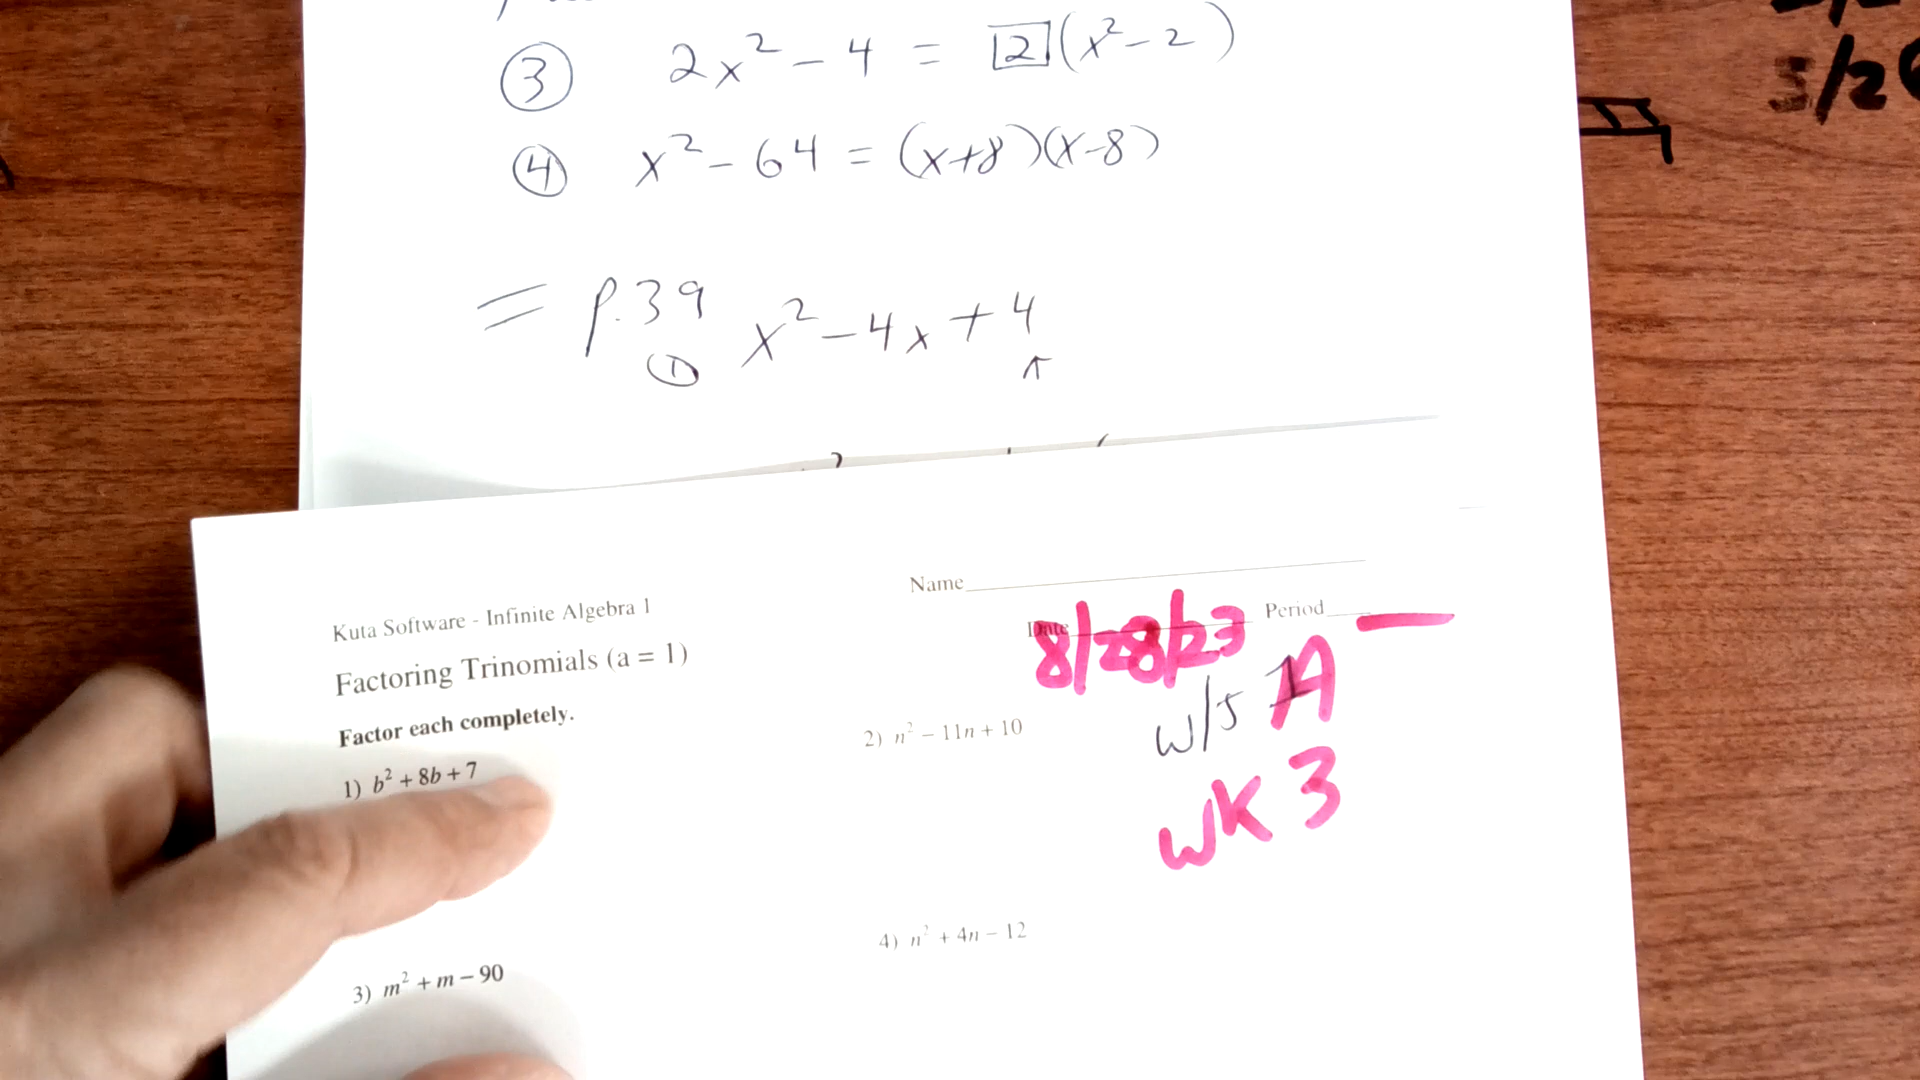 ③ 2x² - 4 = 2(x² - 2)
④ x² - 64 = (x+8)(x-8)
= p.39
① x² - 4x + 4
↑
Name
Kuta Software - Infinite Algebra 1
Date 8/28/23 Period
Factoring Trinomials (a = 1)
w/s 1A
Factor each completely.
WK 3
1) b² + 8b + 7
2) n² - 11n + 10
3) m² + m - 90
4) n² + 4n - 12